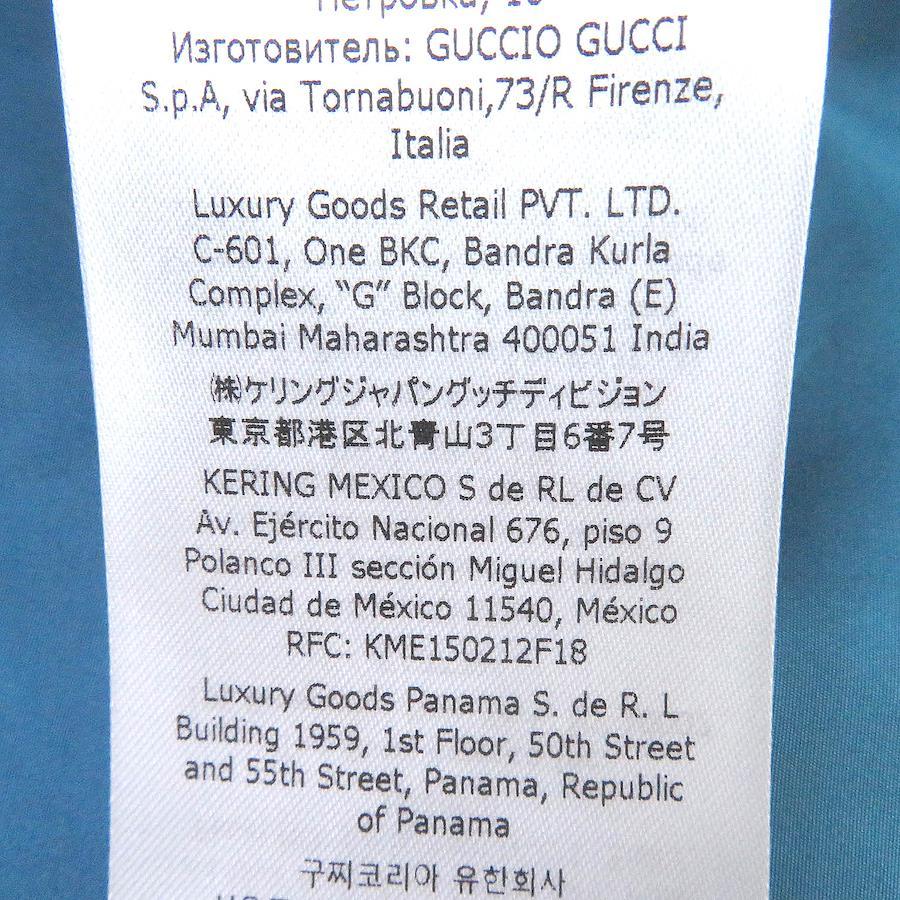 Петровка, 16
Изготовитель: GUCCIO GUCCI
S.p.A, via Tornabuoni,73/R Firenze,
Italia
Luxury Goods Retail PVT. LTD.
C-601, One BKC, Bandra Kurla
Complex, “G” Block, Bandra (E)
Mumbai Maharashtra 400051 India
㈱ケリングジャパングッチディビジョン
東京都港区北青山3丁目6番7号
KERING MEXICO S de RL de CV
Av. Ejército Nacional 676, piso 9
Polanco III sección Miguel Hidalgo
Ciudad de México 11540, México
RFC: KME150212F18
Luxury Goods Panama S. de R. L
Building 1959, 1st Floor, 50th Street
and 55th Street, Panama, Republic
of Panama
구찌코리아 유한회사